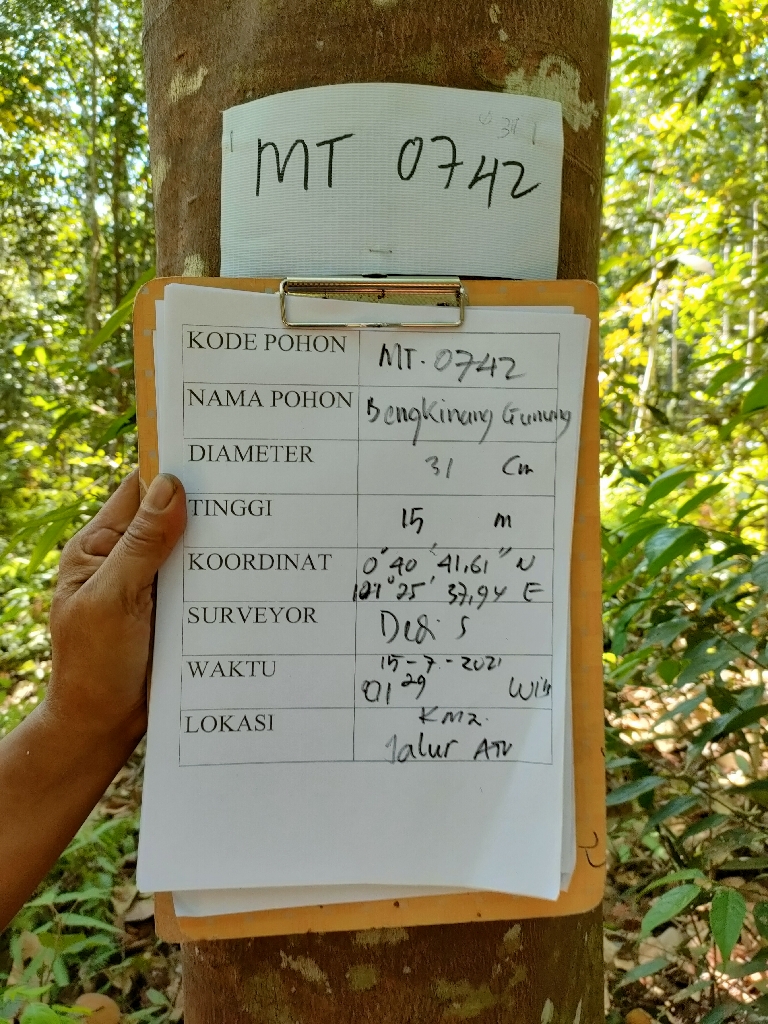 MT 0742
KODE POHON MT. 0742
NAMA POHON Bengkinang Gunung
DIAMETER 31 Cm
TINGGI 15 m
KOORDINAT 0°40' 41,61" N
101°25' 37,94 E
SURVEYOR Dedi S
WAKTU 15-7-2021
01 29 Wib
LOKASI KM2.
Jalur ATV